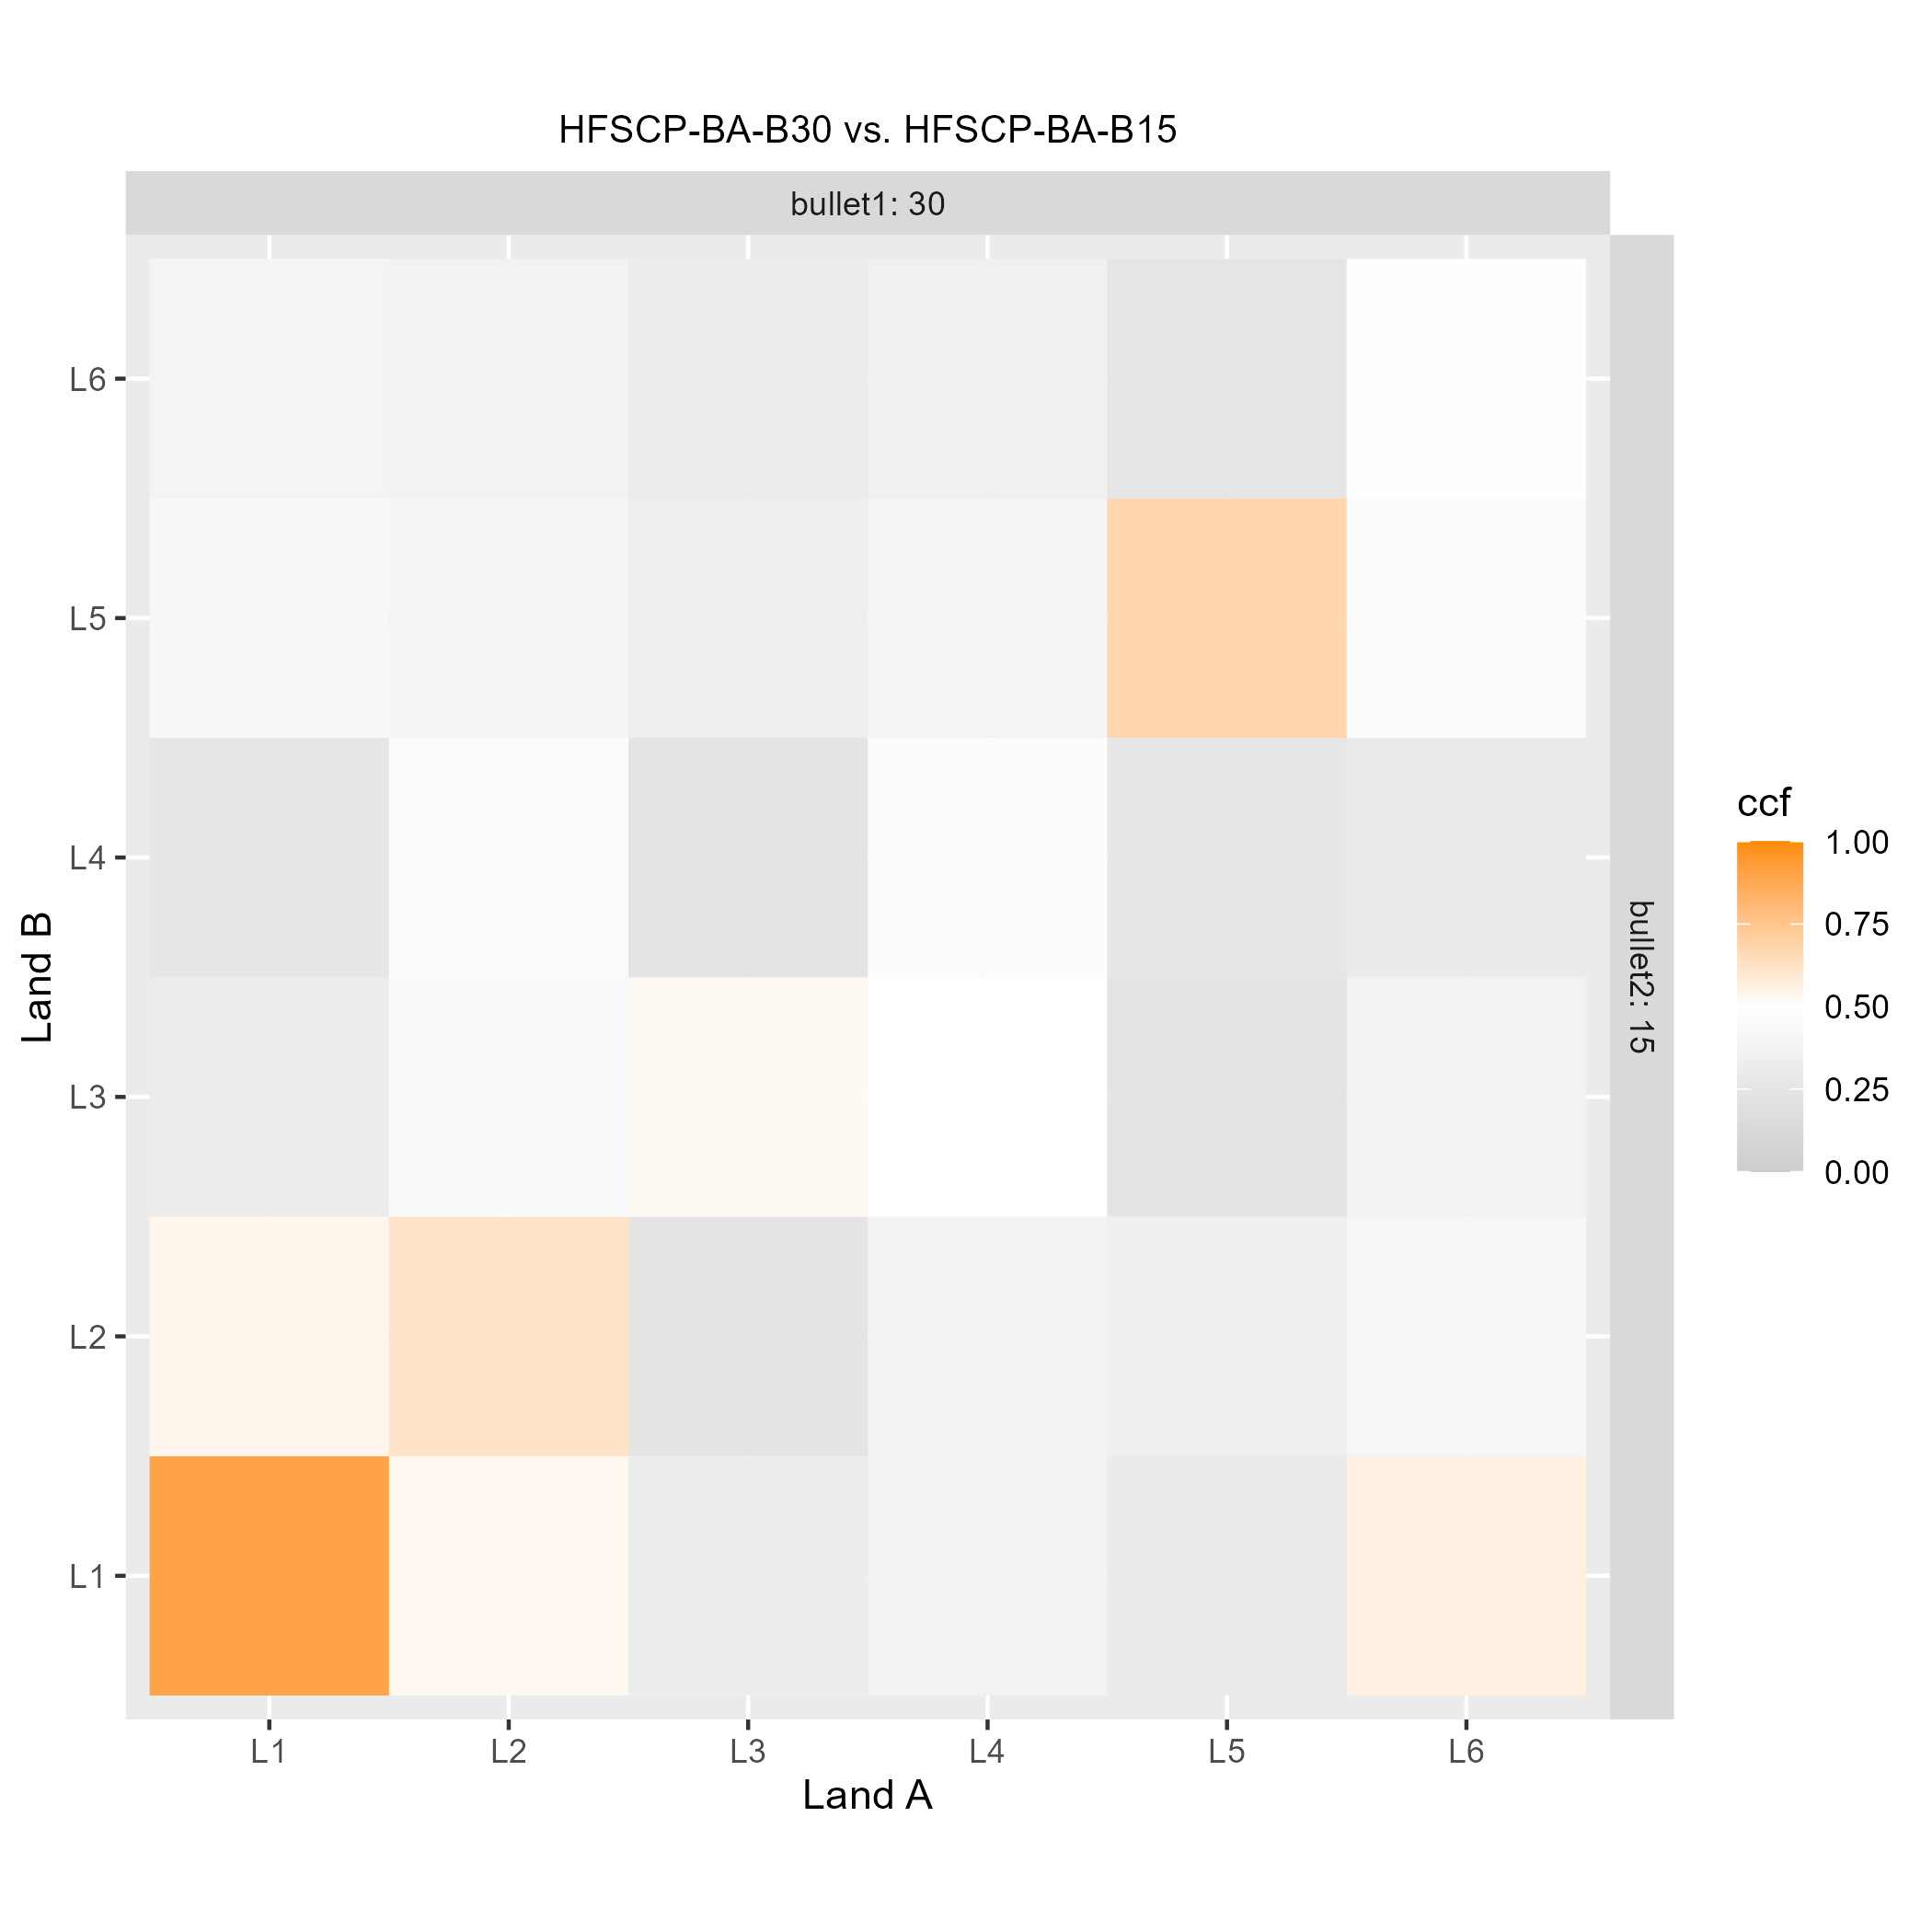 HFSCP-BA-B30 vs. HFSCP-BA-B15
bullet1: 30
L6
L5
L4
L3
L2
L1
Land B
bullet2: 15
L1 L2 L3 L4 L5 L6
Land A
ccf
1.00
0.75
0.50
0.25
0.00